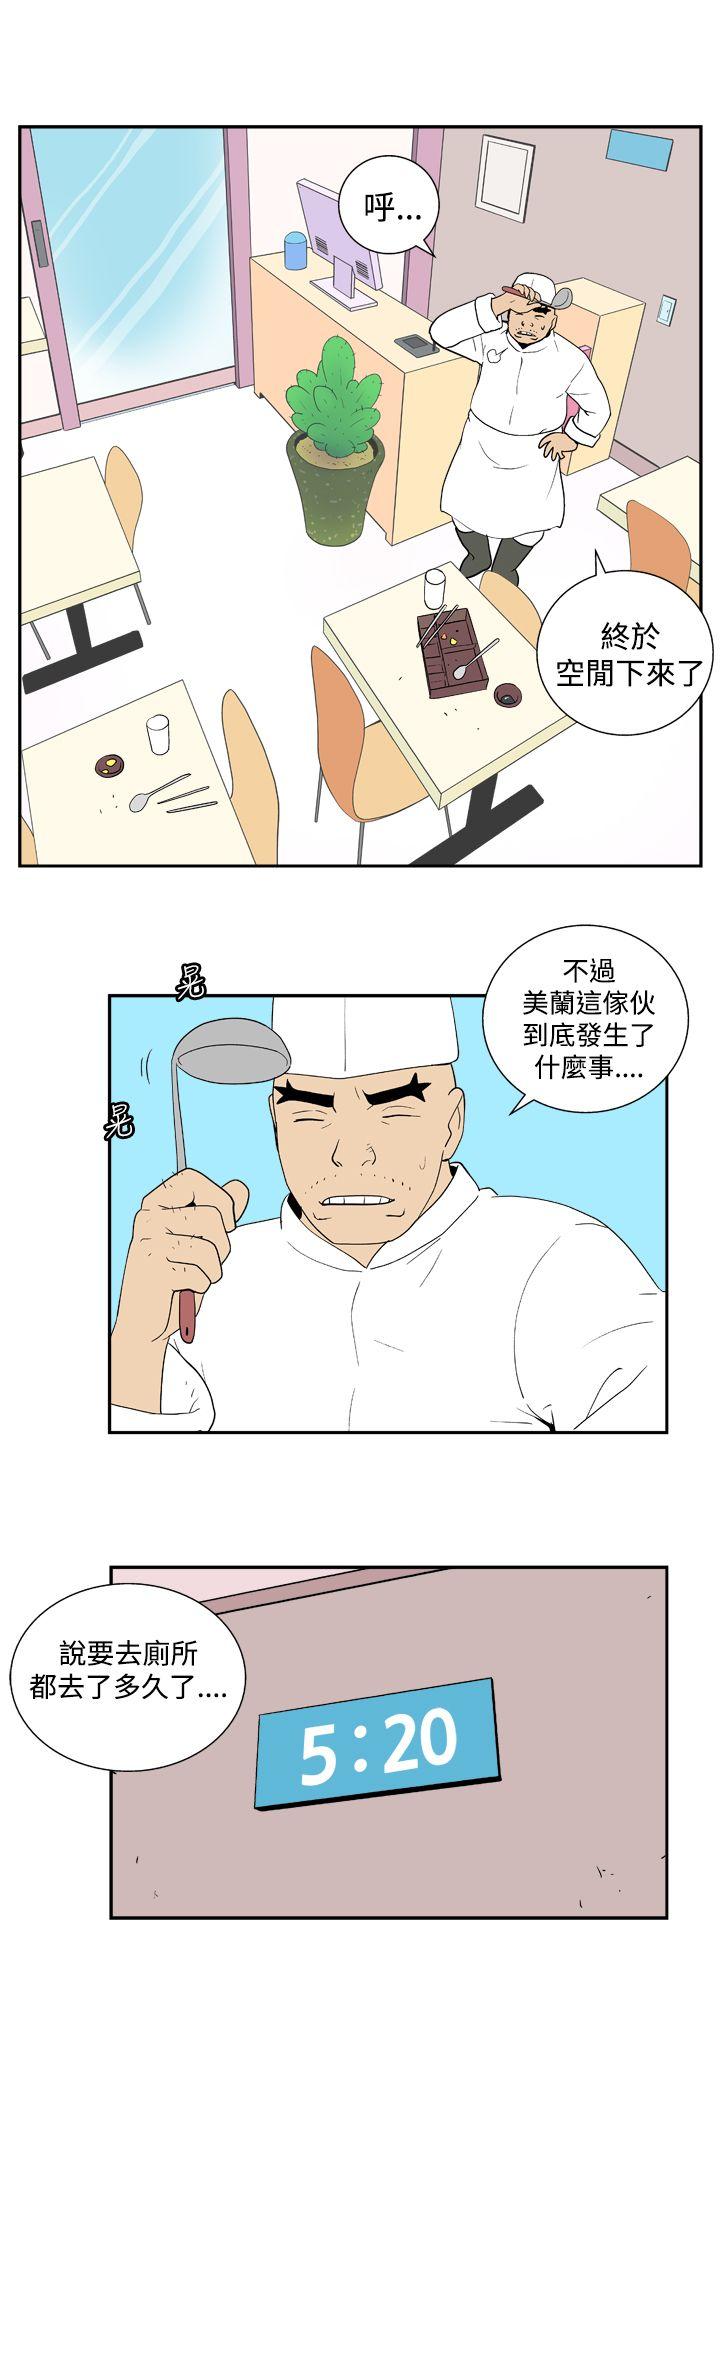 呼...
終於
空閒下來了
不過
美蘭這傢伙
到底發生了
什麼事....
晃
晃
說要去廁所
都去了多久了....
5:20